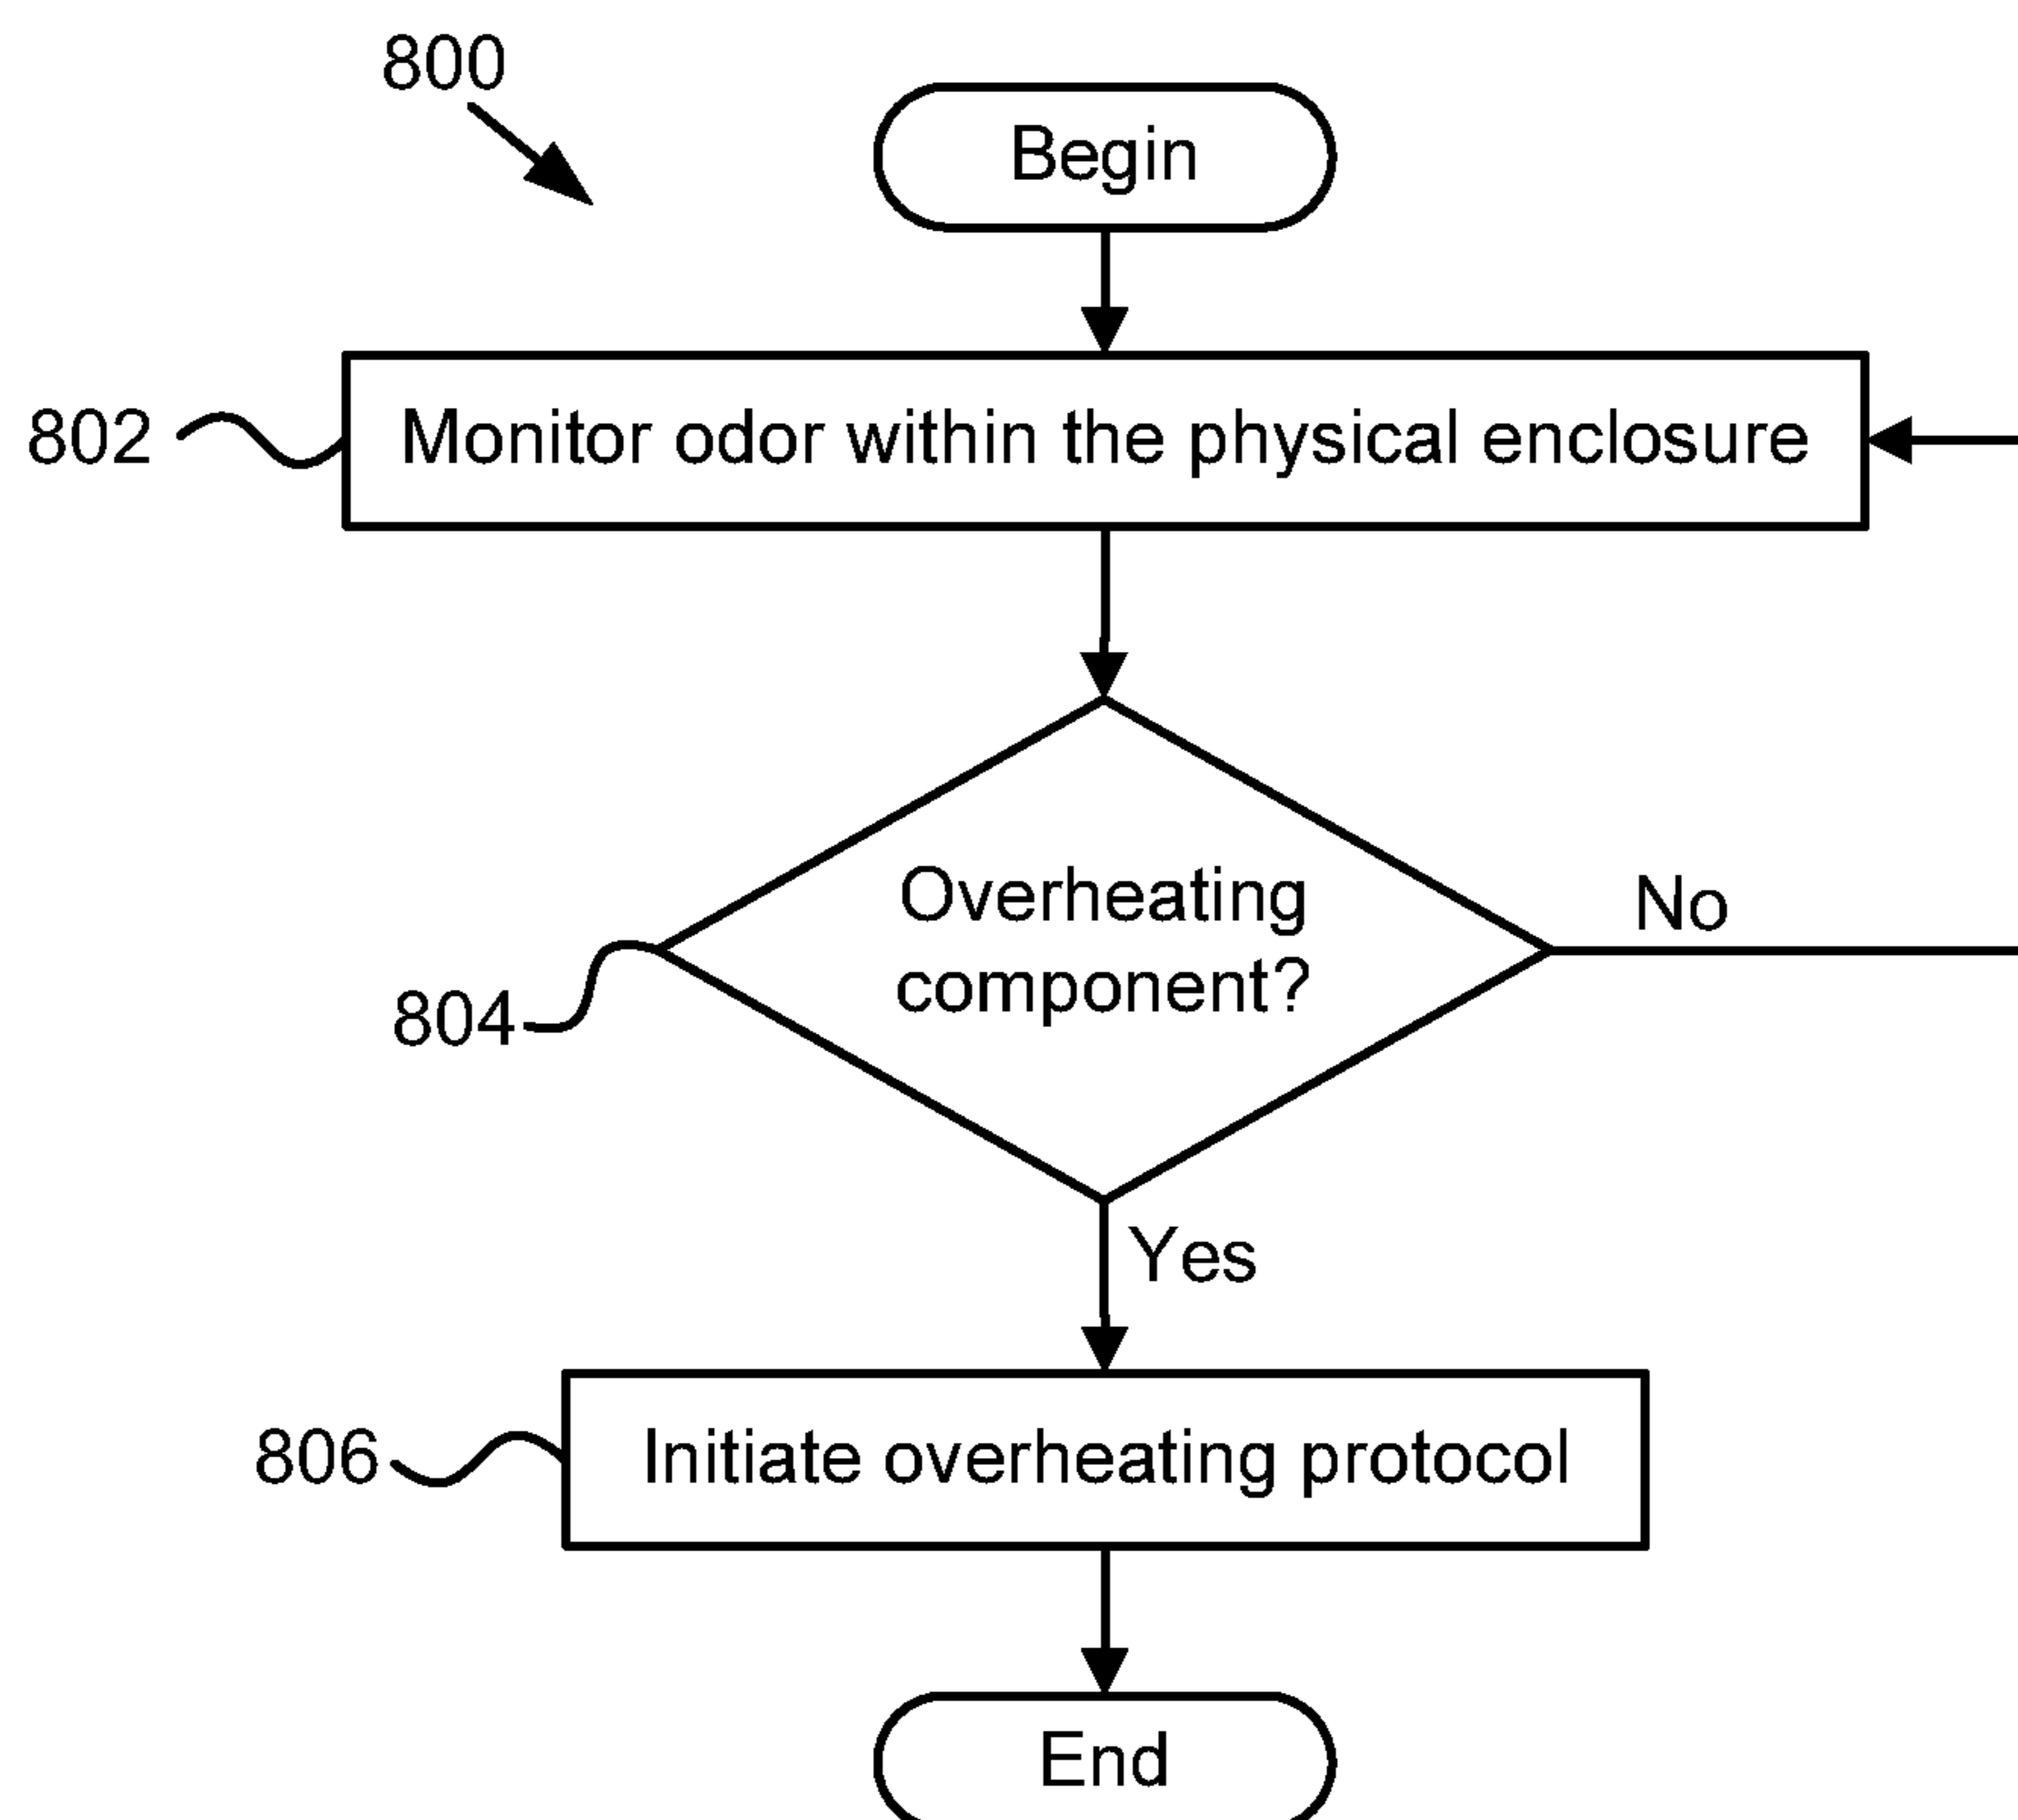 800
Begin
802
Monitor odor within the physical enclosure
Overheating
component?
No
804
Yes
806
Initiate overheating protocol
End